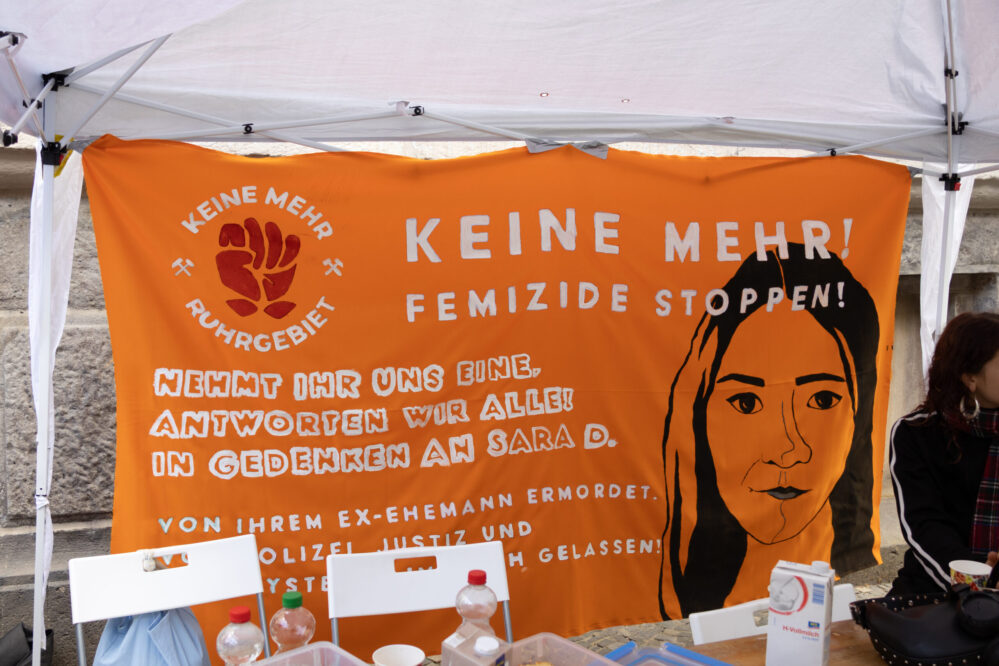 KEINE MEHR
RUHRGEBIET
KEINE MEHR!
FEMIZIDE STOPPEN!
NEHMT IHR UNS EINE,
ANTWORTEN WIR ALLE!
IN GEDENKEN AN SARA D.
VON IHREM EX-EHEMANN ERMORDET.
JUSTIZ UND
GELASSEN!
H-Vollmilch